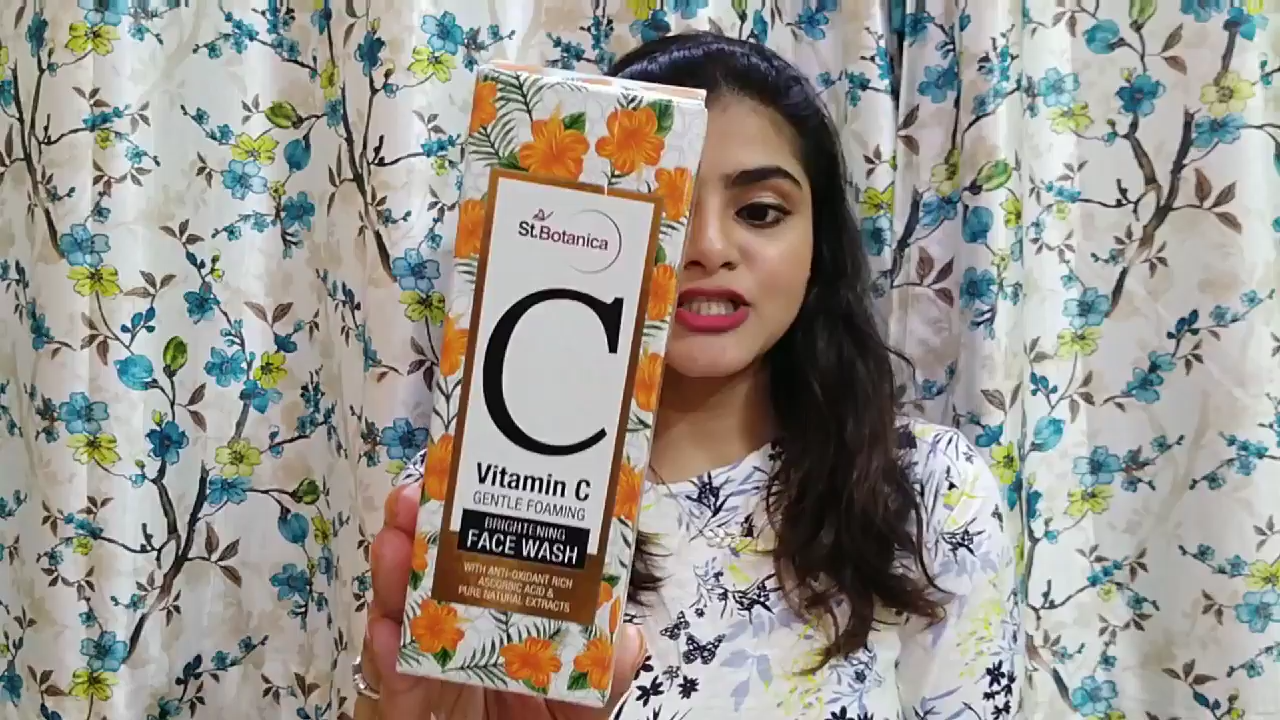 St.Botanica
C
Vitamin C
GENTLE FOAMING
BRIGHTENING
FACE WASH
WITH ANTI-OXIDANT RICH
ASCORBIC ACID &
PURE NATURAL EXTRACTS